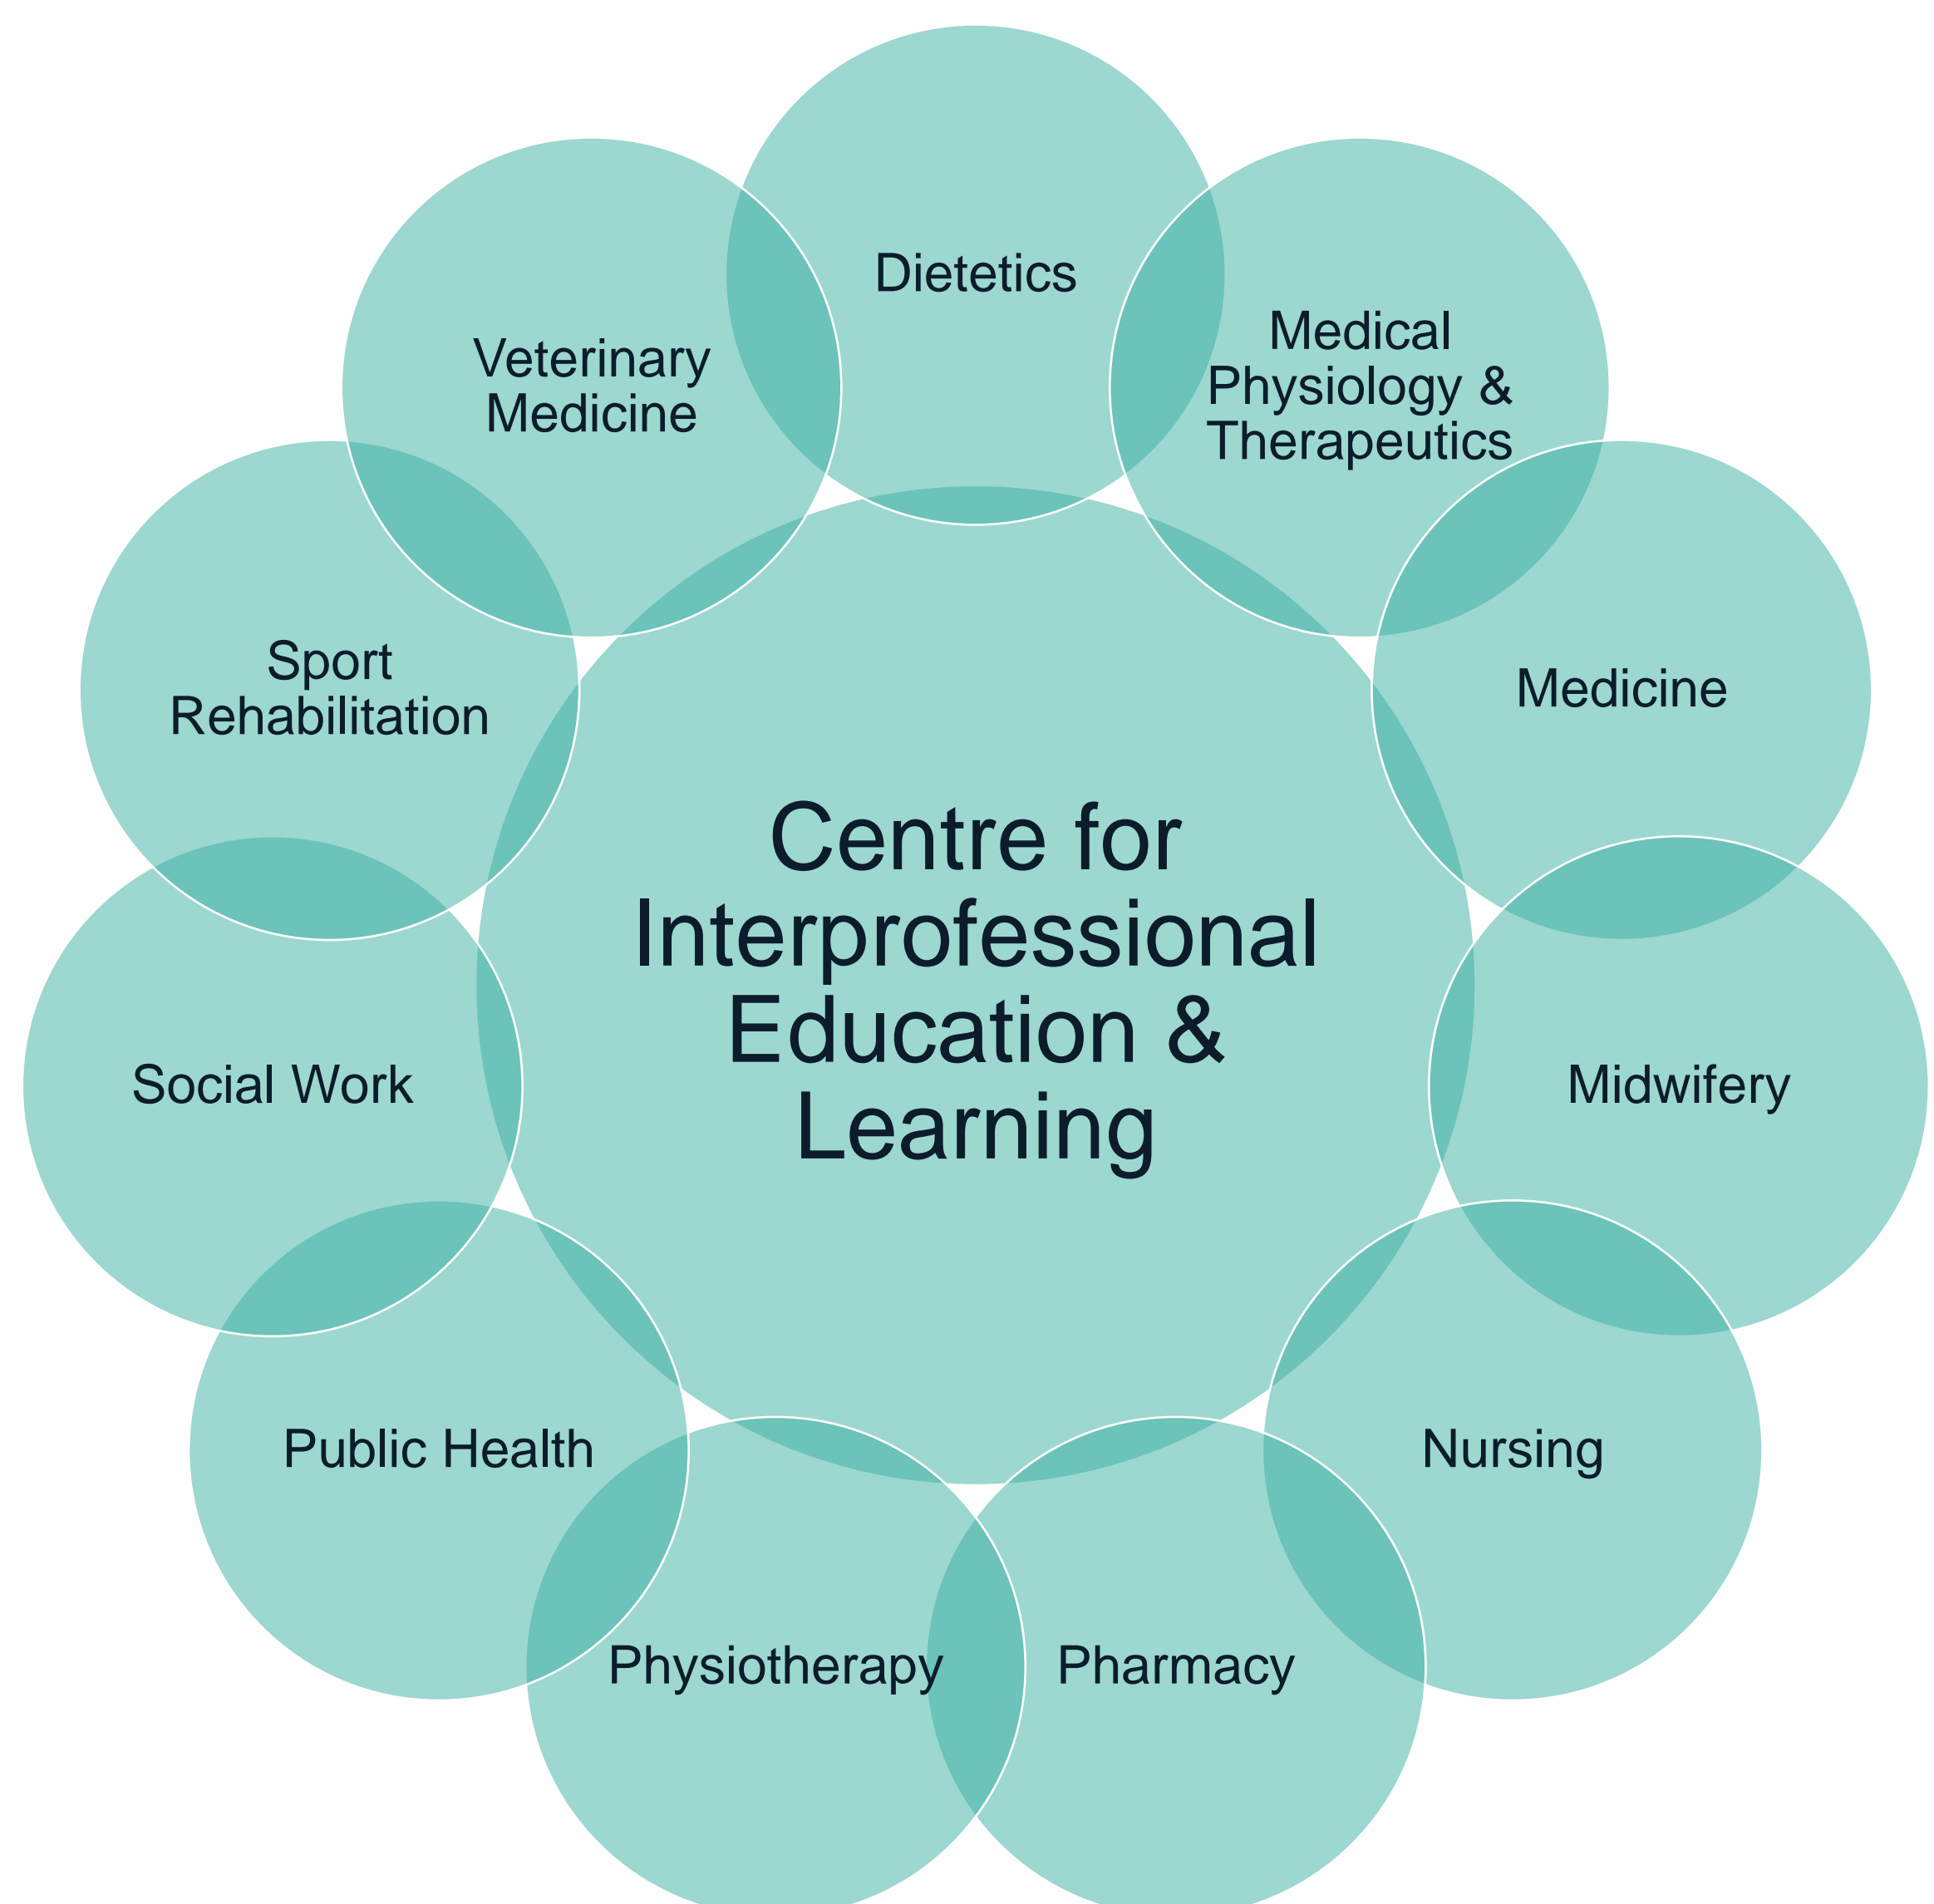 Dietetics
Medical
Physiology &
Therapeutics
Medicine
Midwifery
Nursing
Pharmacy
Physiotherapy
Public Health
Social Work
Sport
Rehabilitation
Veterinary
Medicine
Centre for
Interprofessional
Education &
Learning